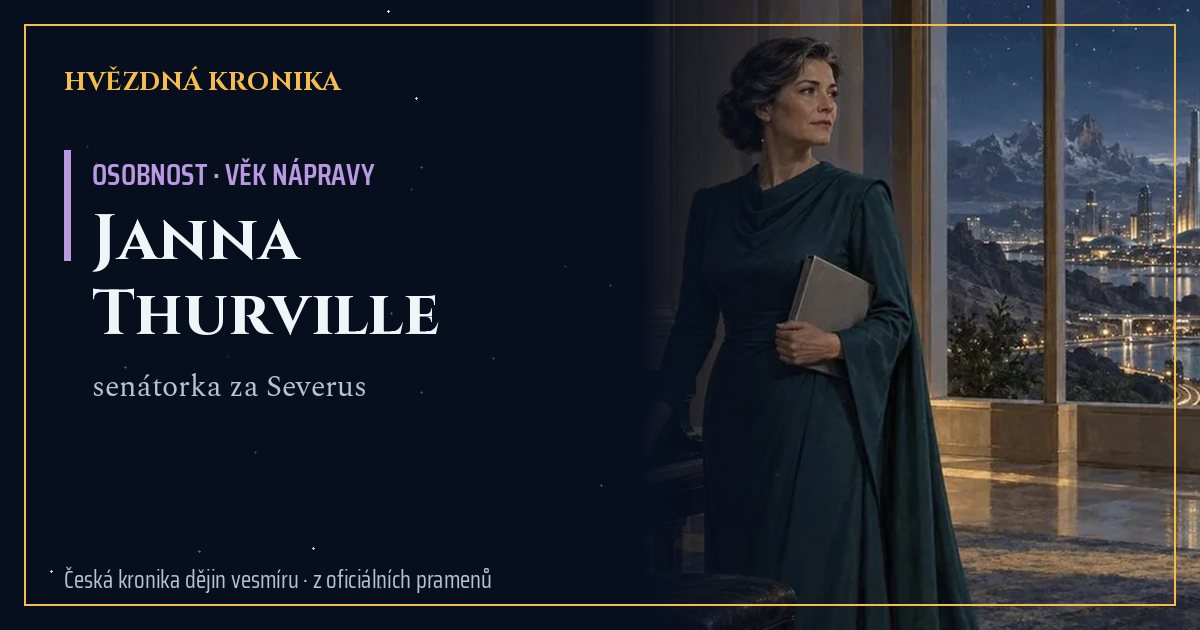 HVĚZDNÁ KRONIKA
OSOBNOST · VĚK NÁPRAVY
Janna
Thurville
senátorka za Severus
Česká kronika dějin vesmíru · z oficiálních pramenů